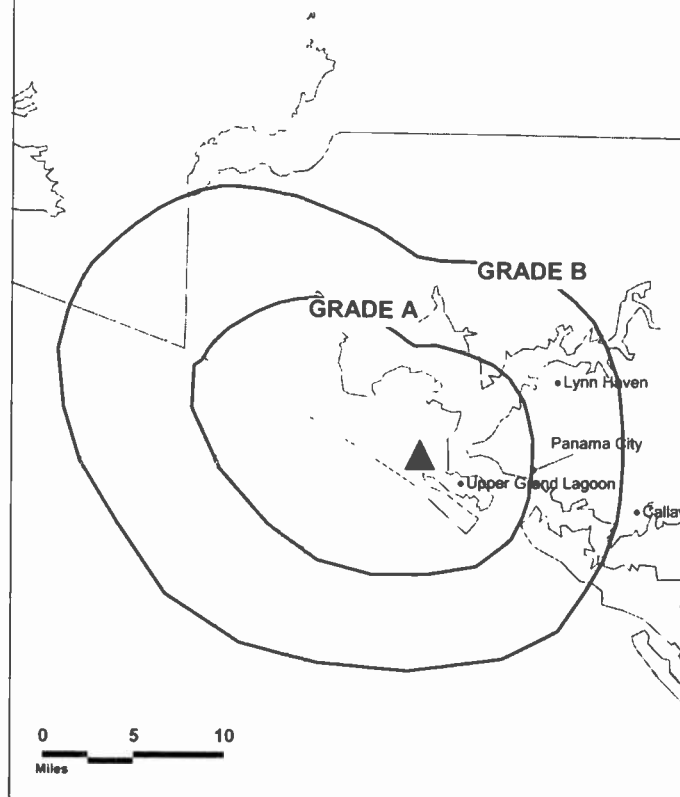 GRADE B
GRADE A
Lynn Haven
Panama City
Upper Grand Lagoon
0 5 10
Miles